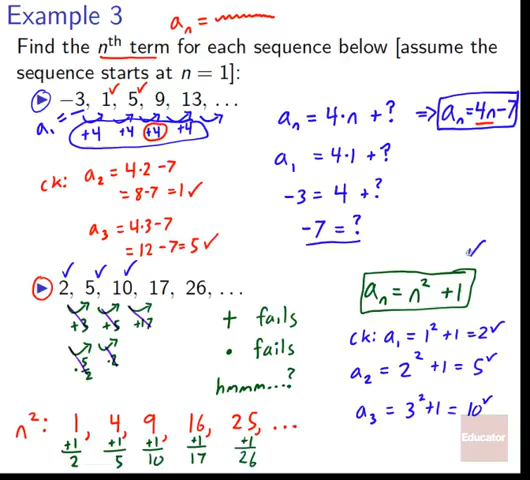 Example 3
aₙ =
Find the nᵗʰ term for each sequence below [assume the
sequence starts at n = 1]:
−3, 1, 5, 9, 13, . . .
a₁ =
+4 +4 +4 +4
aₙ = 4·n + ? ⇒ aₙ = 4n − 7
a₁ = 4·1 + ?
−3 = 4 + ?
−7 = ?
ck: a₂ = 4·2 − 7
= 8 − 7 = 1 ✓
a₃ = 4·3 − 7
= 12 − 7 = 5 ✓
2, 5, 10, 17, 26, . . .
+3 +5
+ fails
· fails
hmmm...?
aₙ = n² + 1
ck: a₁ = 1² + 1 = 2 ✓
a₂ = 2² + 1 = 5 ✓
a₃ = 3² + 1 = 10 ✓
n²: 1, 4, 9, 16, 25, ...
+1 +1 +1 +1 +1
2 5 10 17 26
Educator